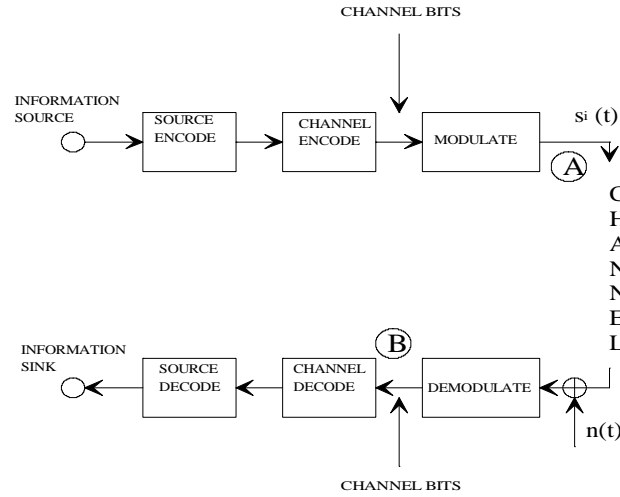 CHANNEL BITS
INFORMATION
SOURCE
SOURCE
ENCODE
CHANNEL
ENCODE
MODULATE
si (t)
A
CHANNEL
B
INFORMATION
SINK
SOURCE
DECODE
CHANNEL
DECODE
DEMODULATE
n(t)
CHANNEL BITS